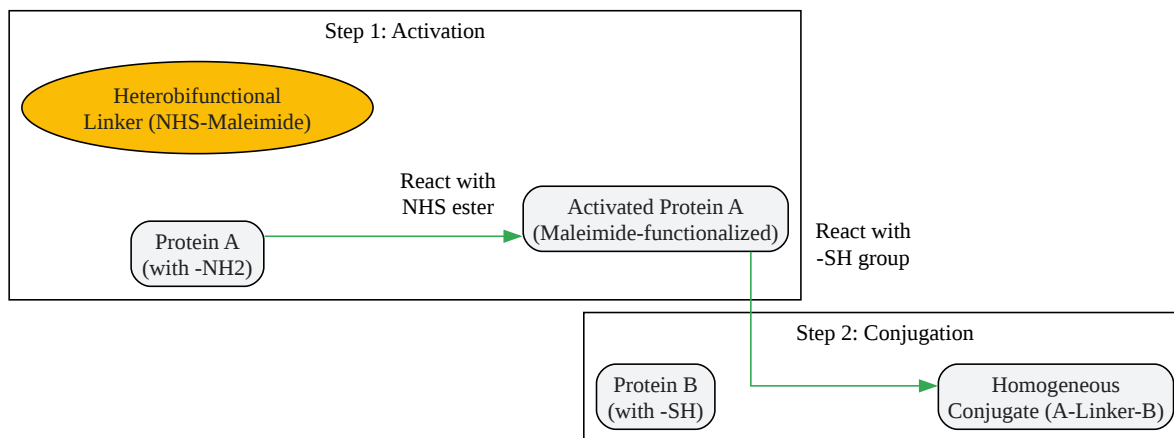 Step 1: Activation
Heterobifunctional
Linker (NHS-Maleimide)
React with
NHS ester
Protein A
(with -NH2)
Activated Protein A
(Maleimide-functionalized)
React with
-SH group
Step 2: Conjugation
Protein B
(with -SH)
Homogeneous
Conjugate (A-Linker-B)